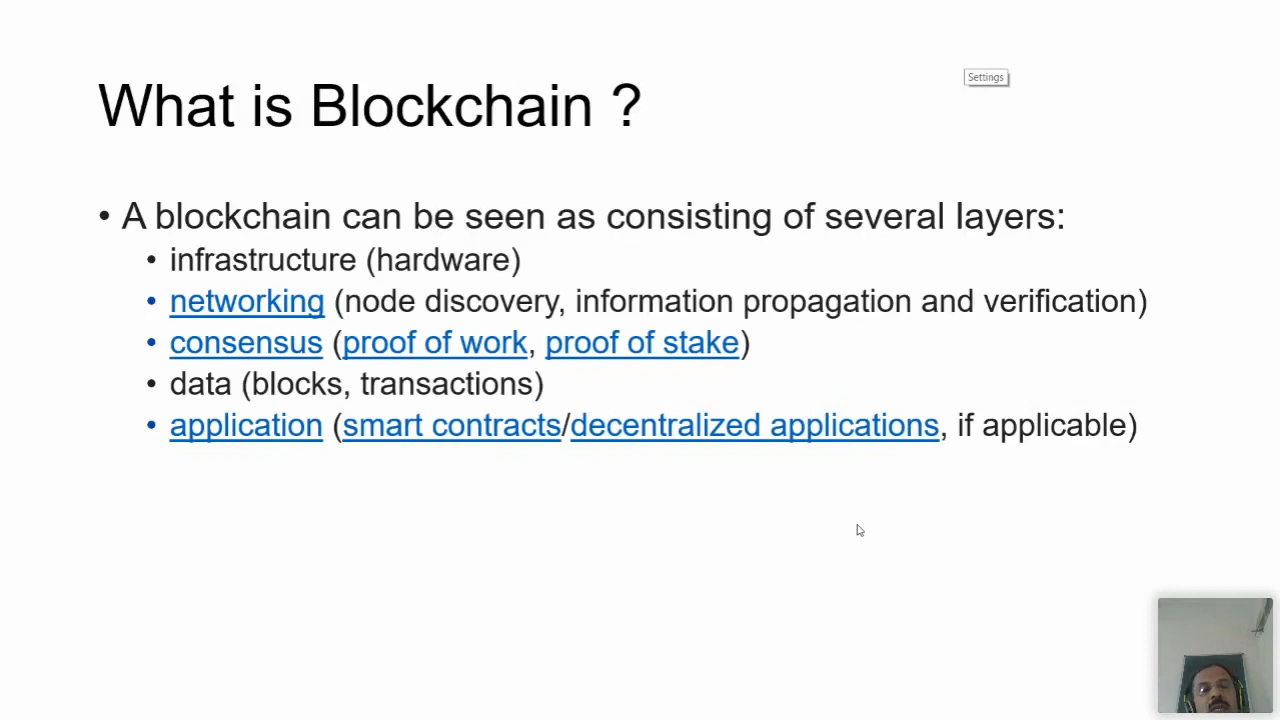 Settings
What is Blockchain ?
• A blockchain can be seen as consisting of several layers:
• infrastructure (hardware)
• networking (node discovery, information propagation and verification)
• consensus (proof of work, proof of stake)
• data (blocks, transactions)
• application (smart contracts/decentralized applications, if applicable)